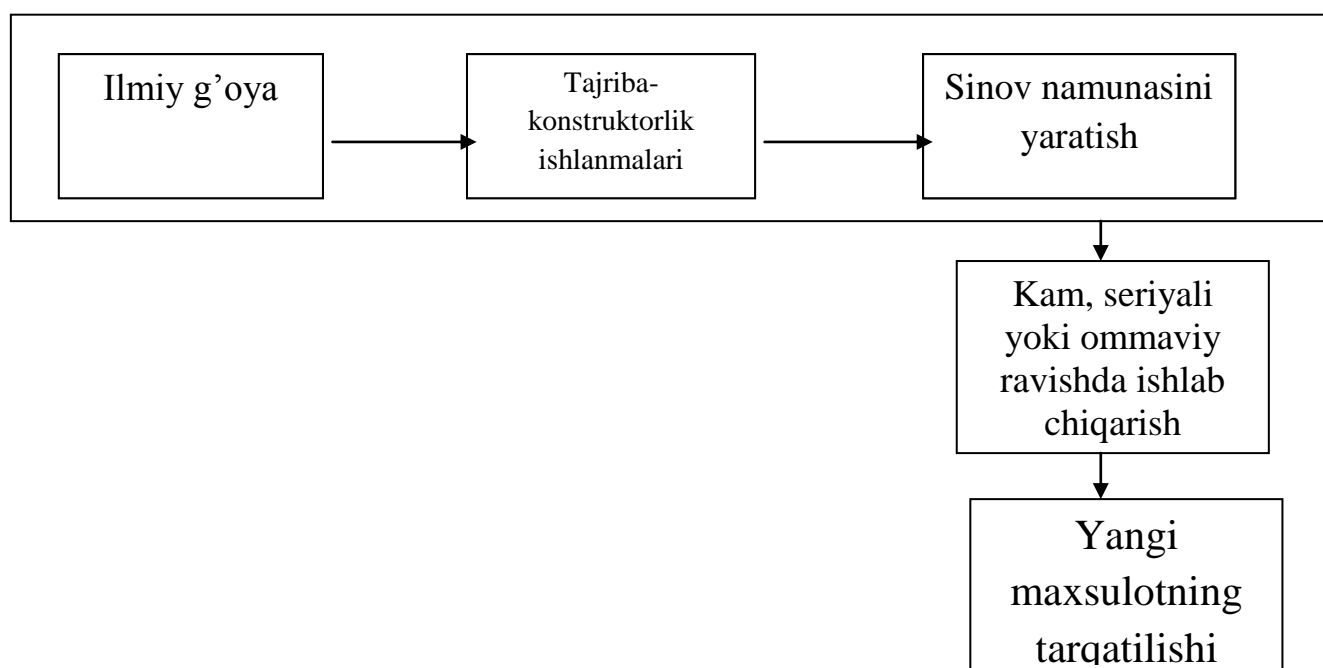 Ilmiy g’oya
Tajriba-
konstruktorlik
ishlanmalari
Sinov namunasini
yaratish
Kam, seriyali
yoki ommaviy
ravishda ishlab
chiqarish
Yangi
maxsulotning
tarqatilishi